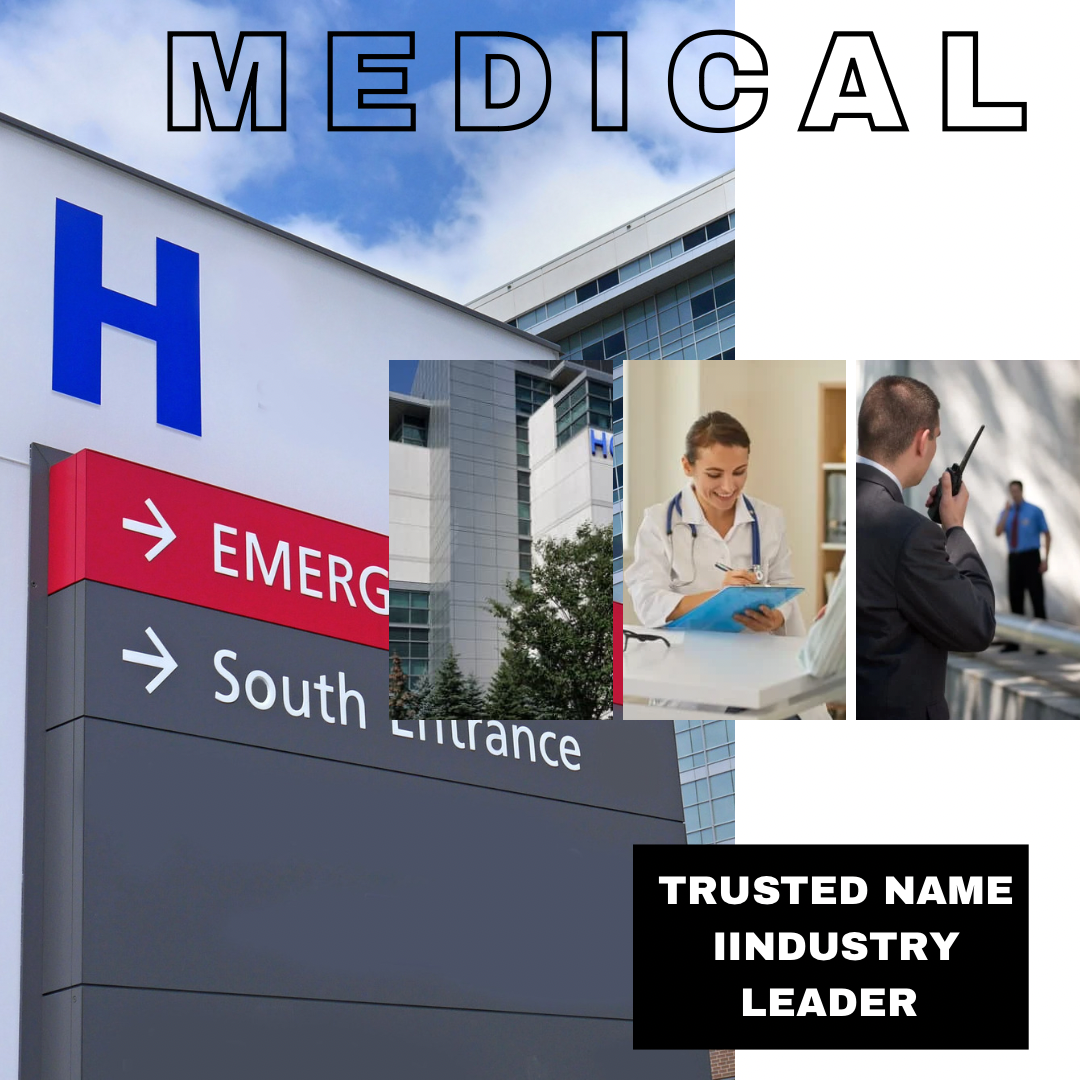 MEDICAL
H
EMERG
South Entrance
H
TRUSTED NAME
IINDUSTRY
LEADER